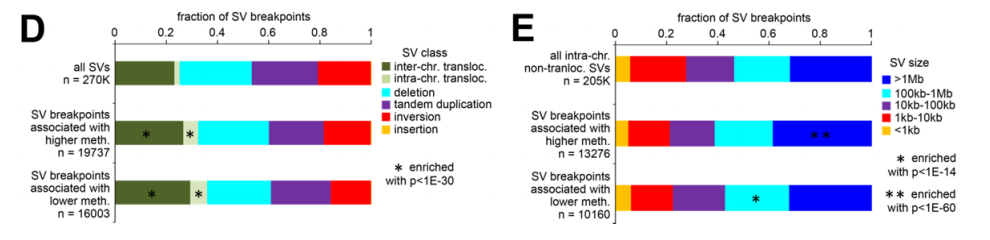 D
fraction of SV breakpoints
0 0.2 0.4 0.6 0.8 1
all SVs
n = 270K
SV breakpoints
associated with
higher meth.
n = 19737
SV breakpoints
associated with
lower meth.
n = 16003
* *
* *
SV class
inter-chr. transloc.
intra-chr. transloc.
deletion
tandem duplication
inversion
insertion
* enriched
with p<1E-30
E
fraction of SV breakpoints
0 0.2 0.4 0.6 0.8 1
all intra-chr.
non-tranloc. SVs
n = 205K
SV breakpoints
associated with
higher meth.
n = 13276
SV breakpoints
associated with
lower meth.
n = 10160
* *
*
SV size
>1Mb
100kb-1Mb
10kb-100kb
1kb-10kb
<1kb
* enriched
with p<1E-14
* * enriched
with p<1E-60